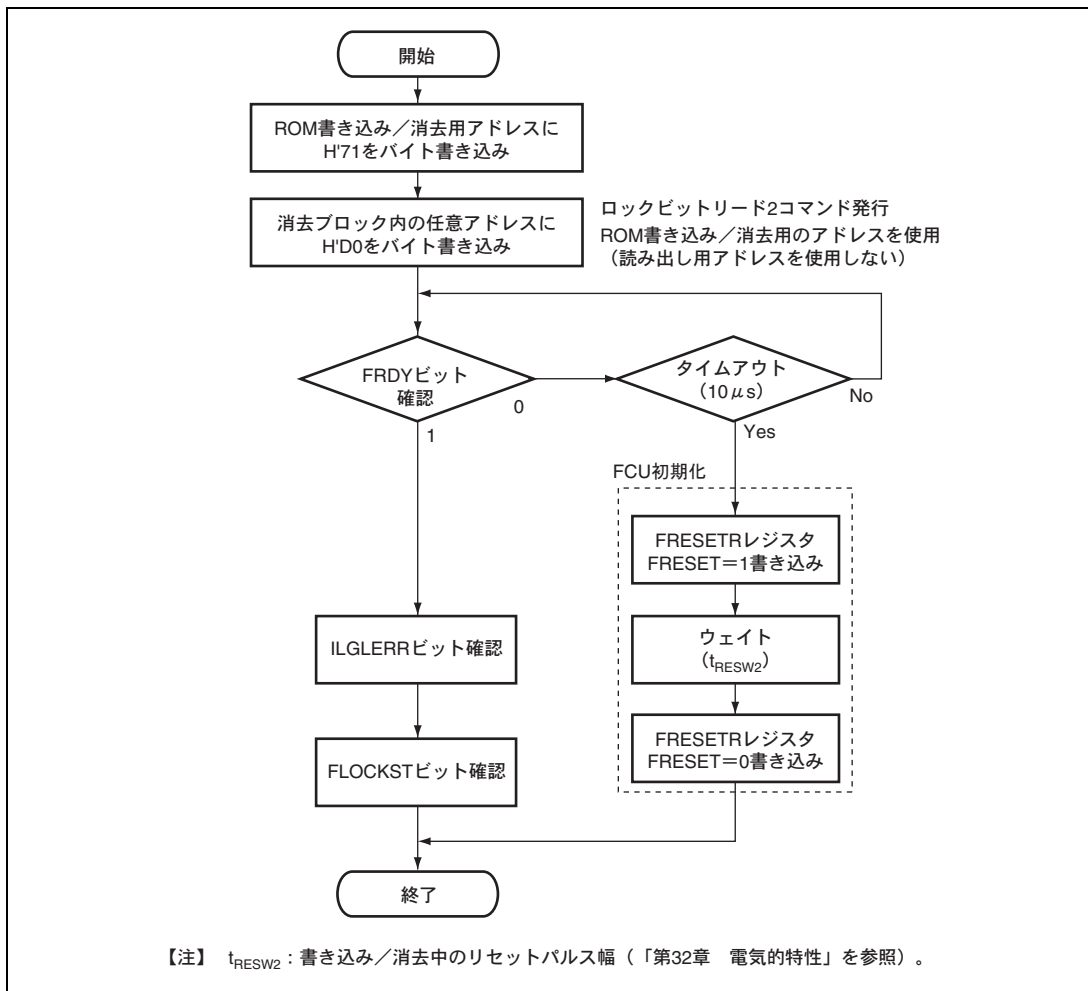 開始
ROM書き込み／消去用アドレスに
H'71をバイト書き込み
消去ブロック内の任意アドレスに
H'D0をバイト書き込み
ロックビットリード2コマンド発行
ROM書き込み／消去用のアドレスを使用
（読み出し用アドレスを使用しない）
FRDYビット
確認
0
1
タイムアウト
（10μs）
No
Yes
FCU初期化
FRESETRレジスタ
FRESET＝1書き込み
ウェイト
（tRESW2）
FRESETRレジスタ
FRESET＝0書き込み
ILGLERRビット確認
FLOCKSTビット確認
終了
【注】 tRESW2：書き込み／消去中のリセットパルス幅（「第32章　電気的特性」を参照）。